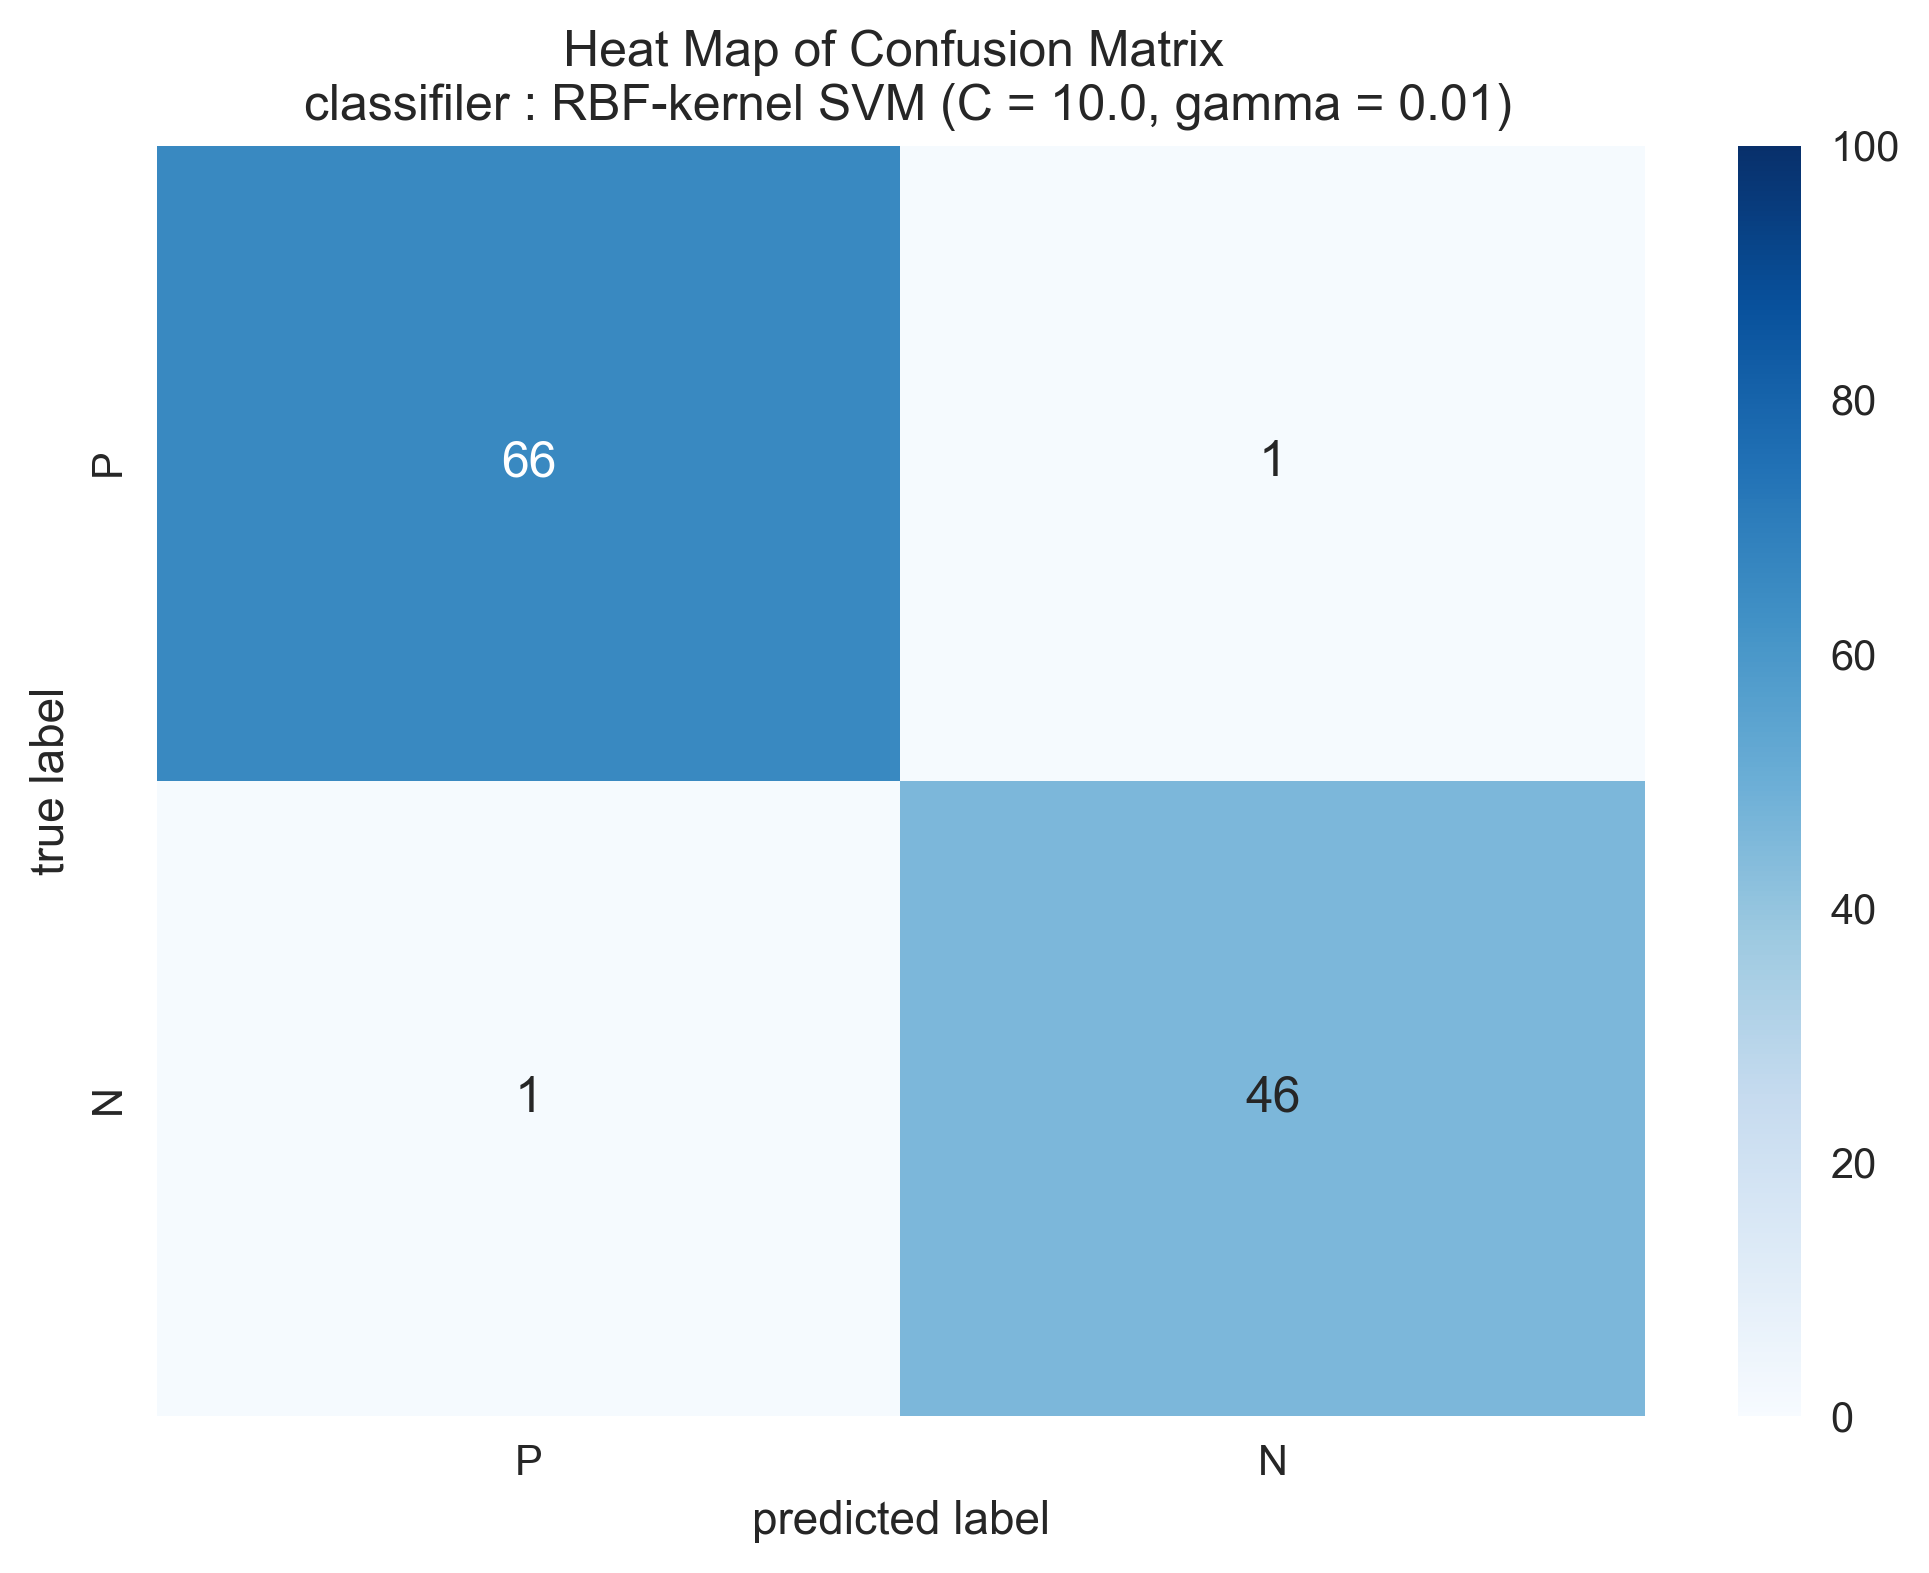 Heat Map of Confusion Matrix
classifiler : RBF-kernel SVM (C = 10.0, gamma = 0.01)
true label
P
66
1
N
1
46
P
N
predicted label
100
80
60
40
20
0